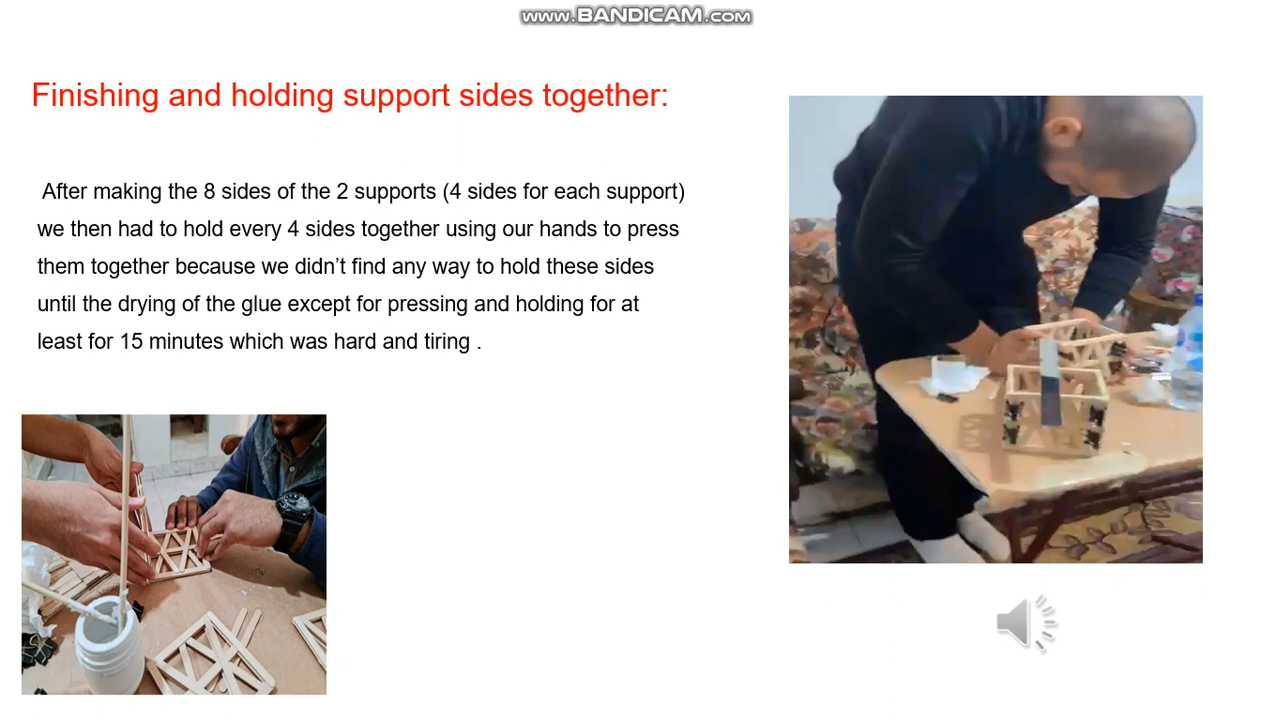 www.BANDICAM.com
Finishing and holding support sides together:
After making the 8 sides of the 2 supports (4 sides for each support)
we then had to hold every 4 sides together using our hands to press
them together because we didn’t find any way to hold these sides
until the drying of the glue except for pressing and holding for at
least for 15 minutes which was hard and tiring .